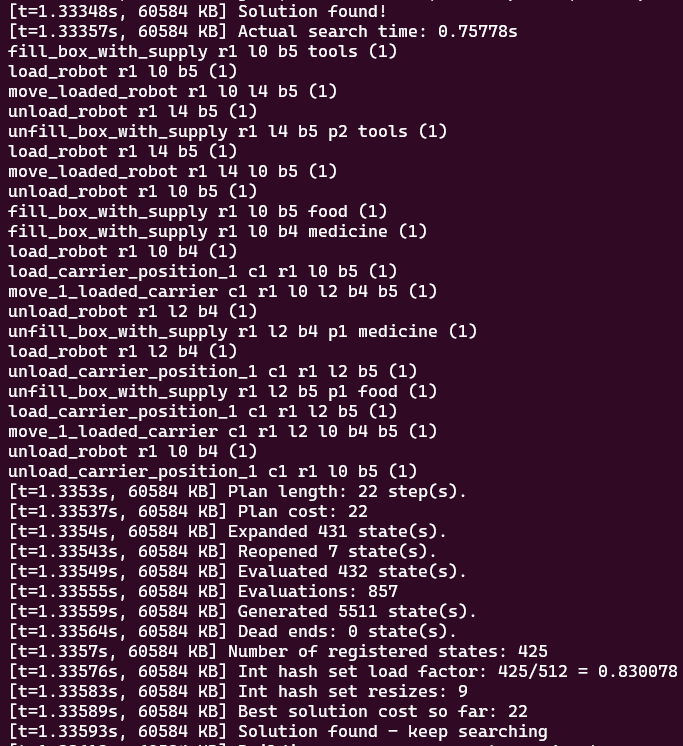 [t=1.33348s, 60584 KB] Solution found!
[t=1.33357s, 60584 KB] Actual search time: 0.75778s
fill_box_with_supply r1 l0 b5 tools (1)
load_robot r1 l0 b5 (1)
move_loaded_robot r1 l0 l4 b5 (1)
unload_robot r1 l4 b5 (1)
unfill_box_with_supply r1 l4 b5 p2 tools (1)
load_robot r1 l4 b5 (1)
move_loaded_robot r1 l4 l0 b5 (1)
unload_robot r1 l0 b5 (1)
fill_box_with_supply r1 l0 b5 food (1)
fill_box_with_supply r1 l0 b4 medicine (1)
load_robot r1 l0 b4 (1)
load_carrier_position_1 c1 r1 l0 b5 (1)
move_1_loaded_carrier c1 r1 l0 l2 b4 b5 (1)
unload_robot r1 l2 b4 (1)
unfill_box_with_supply r1 l2 b4 p1 medicine (1)
load_robot r1 l2 b4 (1)
unload_carrier_position_1 c1 r1 l2 b5 (1)
unfill_box_with_supply r1 l2 b5 p1 food (1)
load_carrier_position_1 c1 r1 l2 b5 (1)
move_1_loaded_carrier c1 r1 l2 l0 b4 b5 (1)
unload_robot r1 l0 b4 (1)
unload_carrier_position_1 c1 r1 l0 b5 (1)
[t=1.3353s, 60584 KB] Plan length: 22 step(s).
[t=1.33537s, 60584 KB] Plan cost: 22
[t=1.3354s, 60584 KB] Expanded 431 state(s).
[t=1.33543s, 60584 KB] Reopened 7 state(s).
[t=1.33549s, 60584 KB] Evaluated 432 state(s).
[t=1.33555s, 60584 KB] Evaluations: 857
[t=1.33559s, 60584 KB] Generated 5511 state(s).
[t=1.33564s, 60584 KB] Dead ends: 0 state(s).
[t=1.3357s, 60584 KB] Number of registered states: 425
[t=1.33576s, 60584 KB] Int hash set load factor: 425/512 = 0.830078
[t=1.33583s, 60584 KB] Int hash set resizes: 9
[t=1.33589s, 60584 KB] Best solution cost so far: 22
[t=1.33593s, 60584 KB] Solution found - keep searching